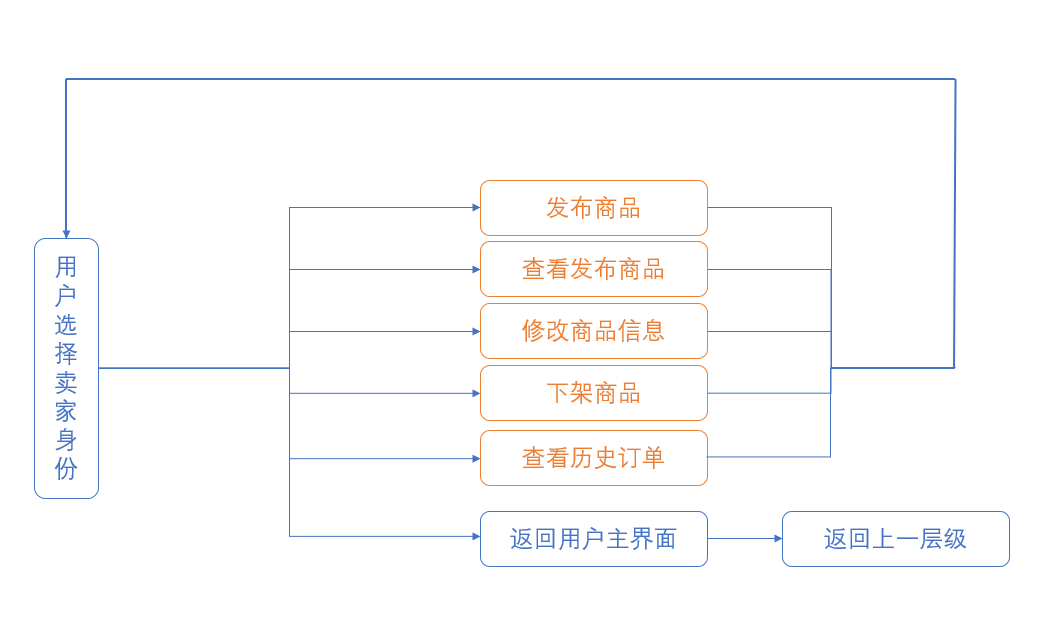 用户选择卖家身份
发布商品
查看发布商品
修改商品信息
下架商品
查看历史订单
返回用户主界面
返回上一层级